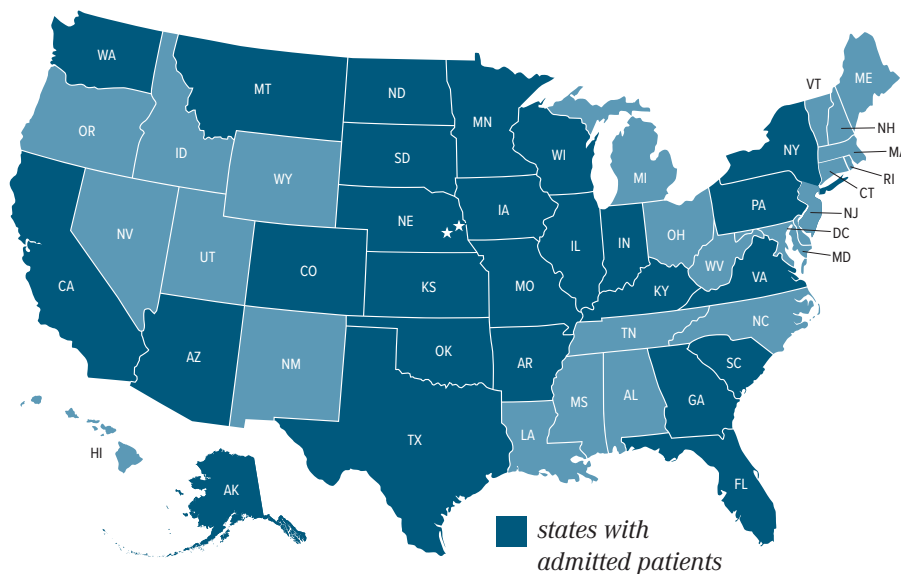 WA
MT
ND
MN
VT
ME
OR
ID
SD
WI
NY
NH
MA
WY
MI
RI
CT
NE
IA
PA
NJ
NV
UT
IL
IN
OH
DC
WV
MD
CA
CO
KS
MO
KY
VA
AZ
NM
OK
AR
TN
NC
SC
MS
AL
GA
TX
LA
HI
AK
FL
states with
admitted patients